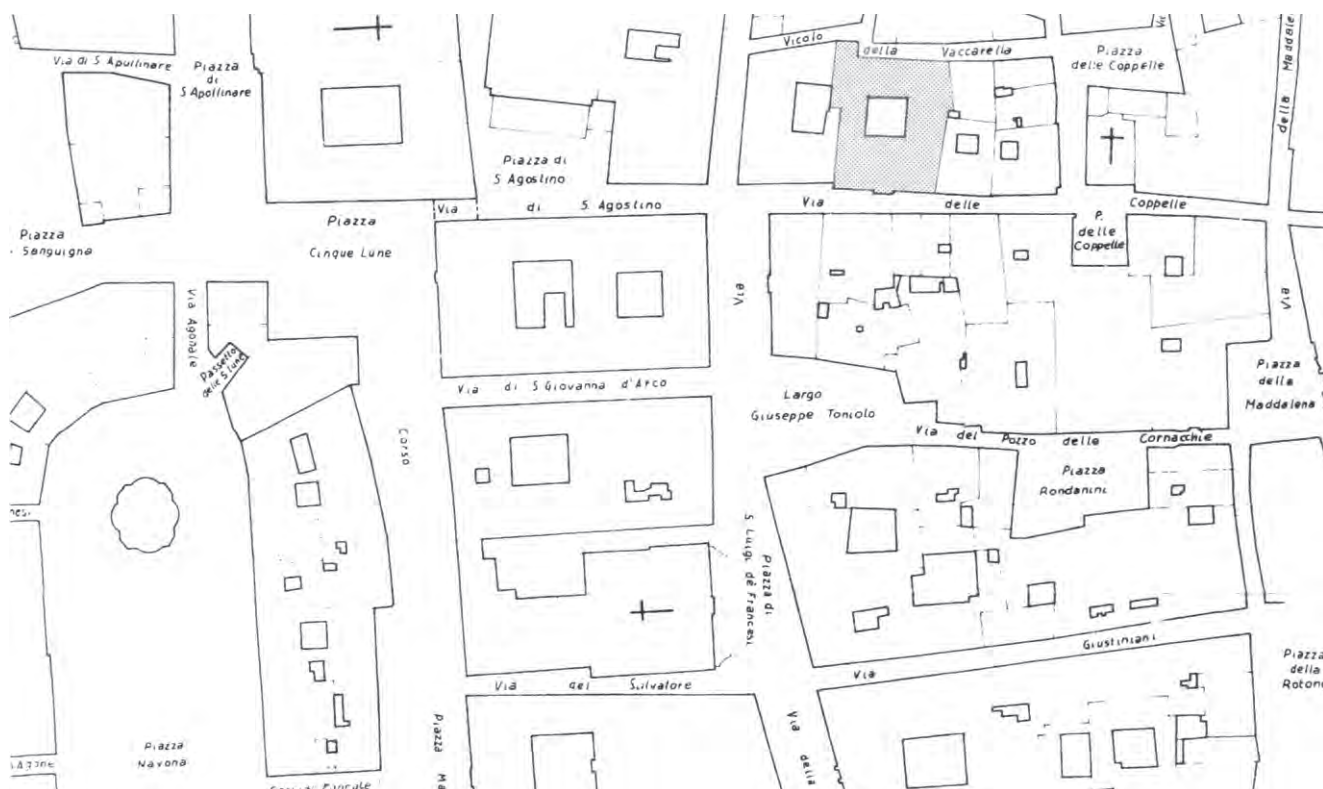 Via di S Apollinare
Piazza
di
S Apollinare
Vicolo della Vaccarella
Piazza
delle Coppelle
della
Piazza di
S Agostino
Via di S. Agostino
Via delle Coppelle
P.
delle
Coppelle
Piazza
Sanguigna
Piazza
Cinque Lune
Via Agonale
Passetto
delle 5 Lune
Via
Via
Via di S Giovanna d'Arco
Largo
Giuseppe Toniolo
Piazza
della
Maddalena
Via del Pozzo delle Cornacchie
Corso
Piazza
Rondanini
Piazza di
S Luigi de Francesi
Via Giustiniani
Via del Salvatore
Piazza
della
Via della
Piazza
Piazza
Navona
Agone